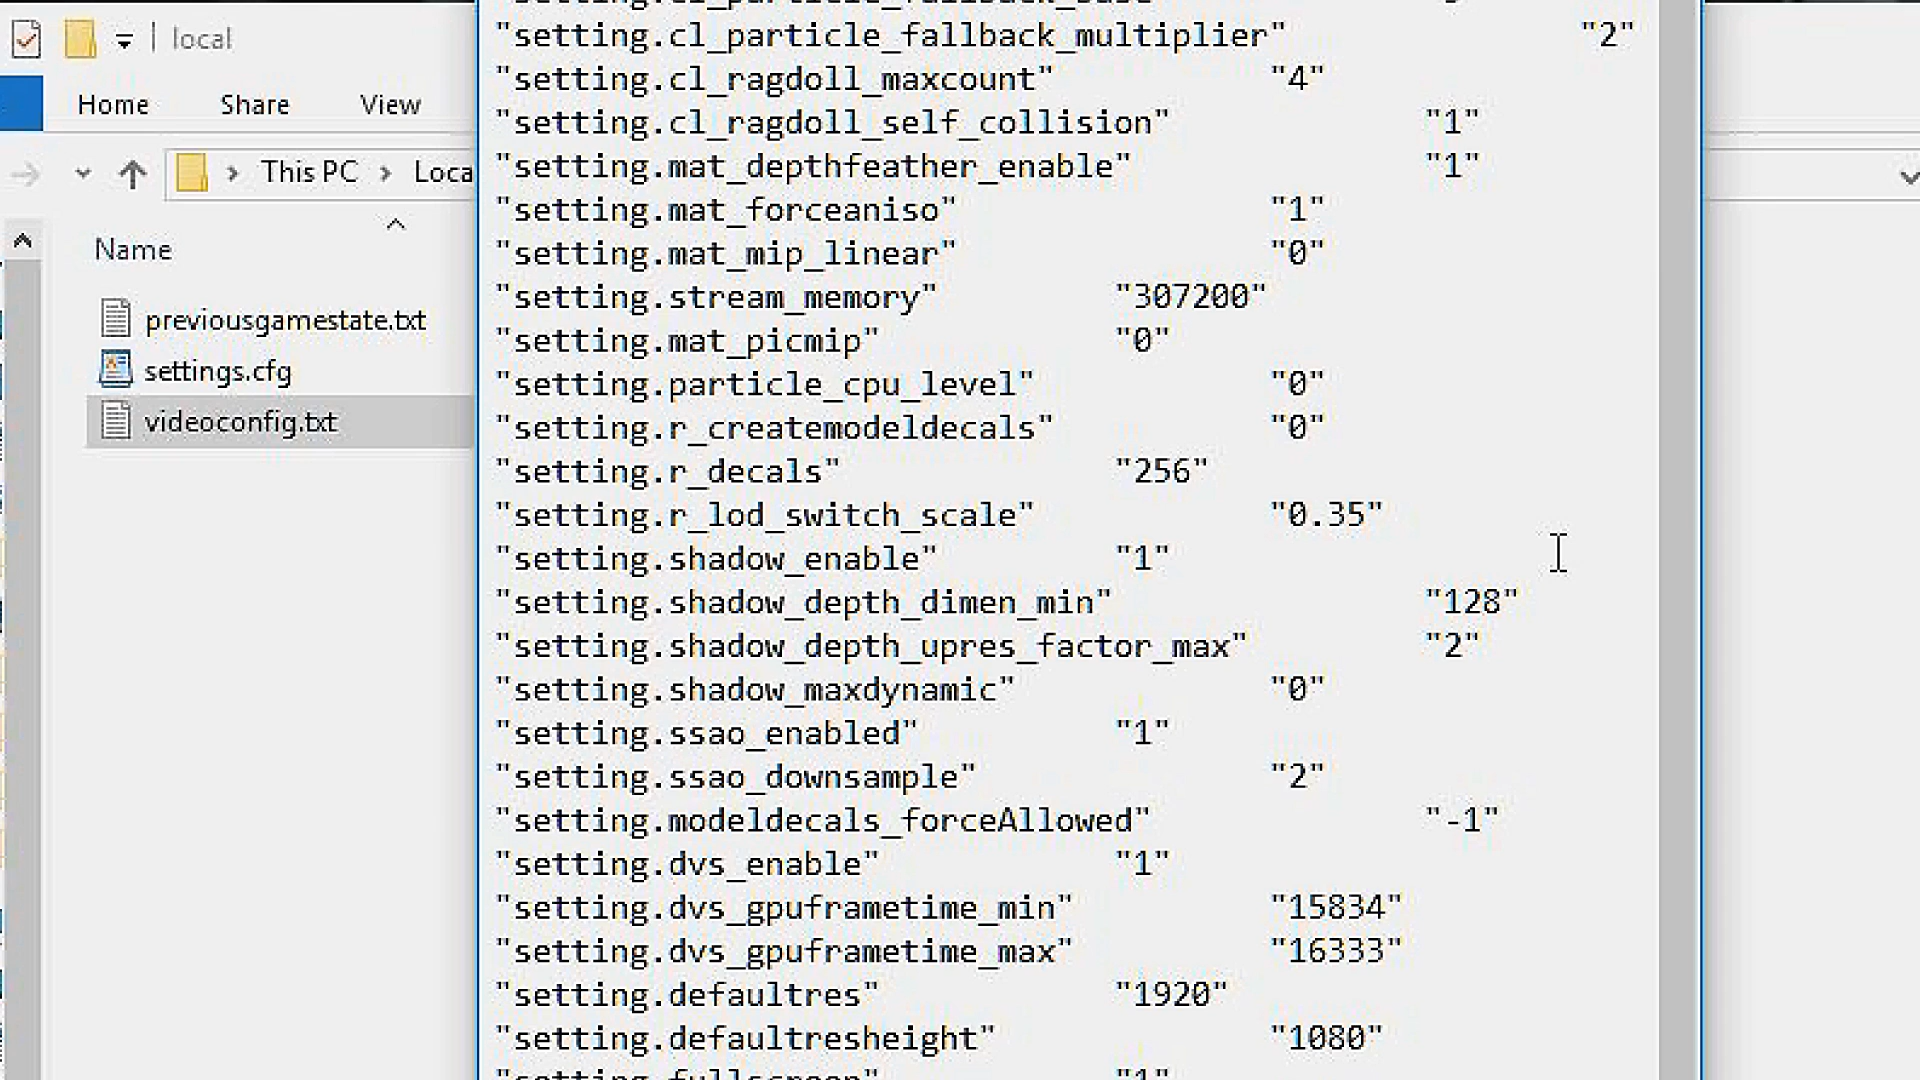 local
Home Share View
This PC Loca
Name
previousgamestate.txt
settings.cfg
videoconfig.txt
"setting.cl_particle_fallback_multiplier" "2"
"setting.cl_ragdoll_maxcount" "4"
"setting.cl_ragdoll_self_collision" "1"
"setting.mat_depthfeather_enable" "1"
"setting.mat_forceaniso" "1"
"setting.mat_mip_linear" "0"
"setting.stream_memory" "307200"
"setting.mat_picmip" "0"
"setting.particle_cpu_level" "0"
"setting.r_createmodeldecals" "0"
"setting.r_decals" "256"
"setting.r_lod_switch_scale" "0.35"
"setting.shadow_enable" "1"
"setting.shadow_depth_dimen_min" "128"
"setting.shadow_depth_upres_factor_max" "2"
"setting.shadow_maxdynamic" "0"
"setting.ssao_enabled" "1"
"setting.ssao_downsample" "2"
"setting.modeldecals_forceAllowed" "-1"
"setting.dvs_enable" "1"
"setting.dvs_gpuframetime_min" "15834"
"setting.dvs_gpuframetime_max" "16333"
"setting.defaultres" "1920"
"setting.defaultresheight" "1080"
"setting.fullscreen" "1"